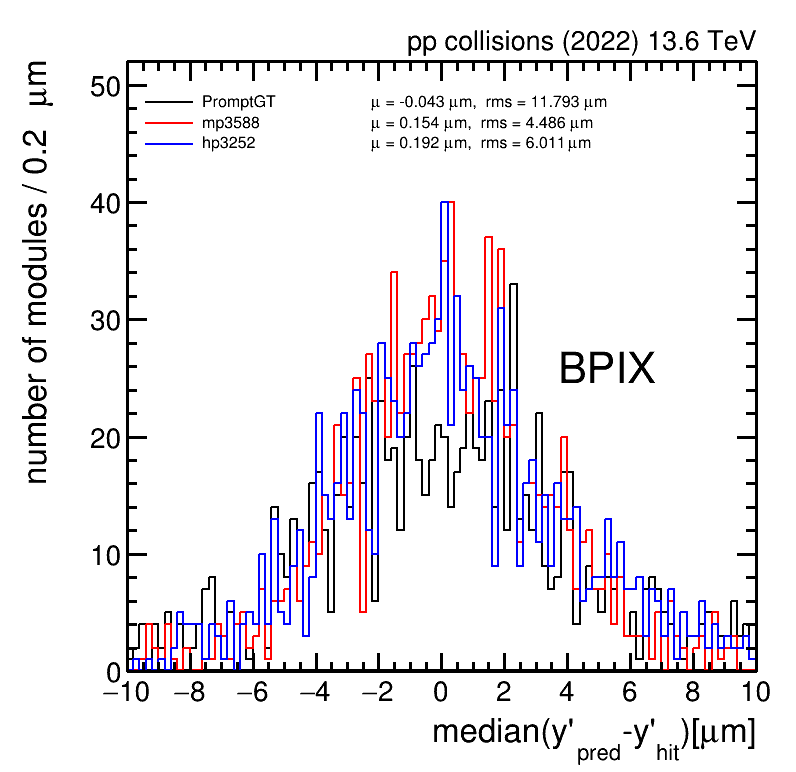 pp collisions (2022) 13.6 TeV
number of modules / 0.2 μm
50
40
30
20
10
0
PromptGT μ = -0.043 μm, rms = 11.793 μm
mp3588 μ = 0.154 μm, rms = 4.486 μm
hp3252 μ = 0.192 μm, rms = 6.011 μm
BPIX
−10 −8 −6 −4 −2 0 2 4 6 8 10
median(y'pred-y'hit)[μm]